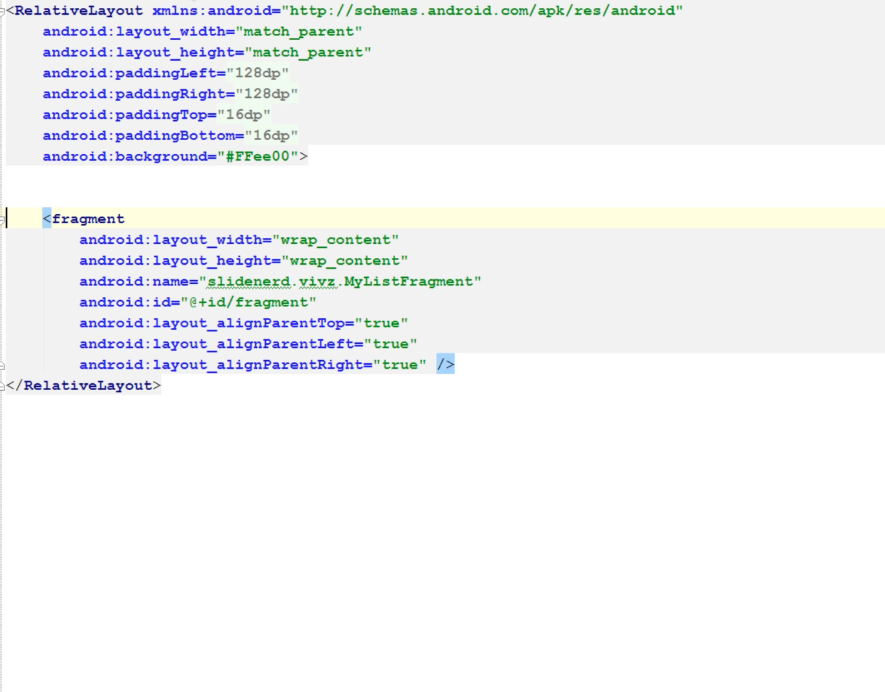 <RelativeLayout xmlns:android="http://schemas.android.com/apk/res/android"
    android:layout_width="match_parent"
    android:layout_height="match_parent"
    android:paddingLeft="128dp"
    android:paddingRight="128dp"
    android:paddingTop="16dp"
    android:paddingBottom="16dp"
    android:background="#FFee00">
    <fragment
        android:layout_width="wrap_content"
        android:layout_height="wrap_content"
        android:name="slidenerd.vivz.MyListFragment"
        android:id="@+id/fragment"
        android:layout_alignParentTop="true"
        android:layout_alignParentLeft="true"
        android:layout_alignParentRight="true" />
</RelativeLayout>